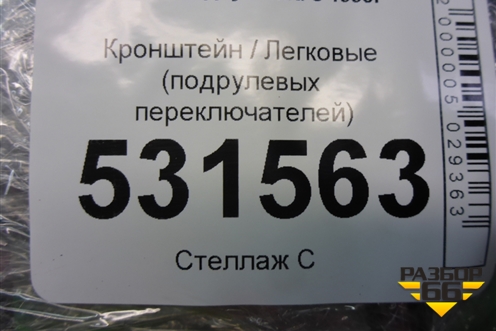 Кронштейн / Легковые
(подрулевых
переключателей)
531563
Стеллаж С
2000005029363
РАЗБОР
66